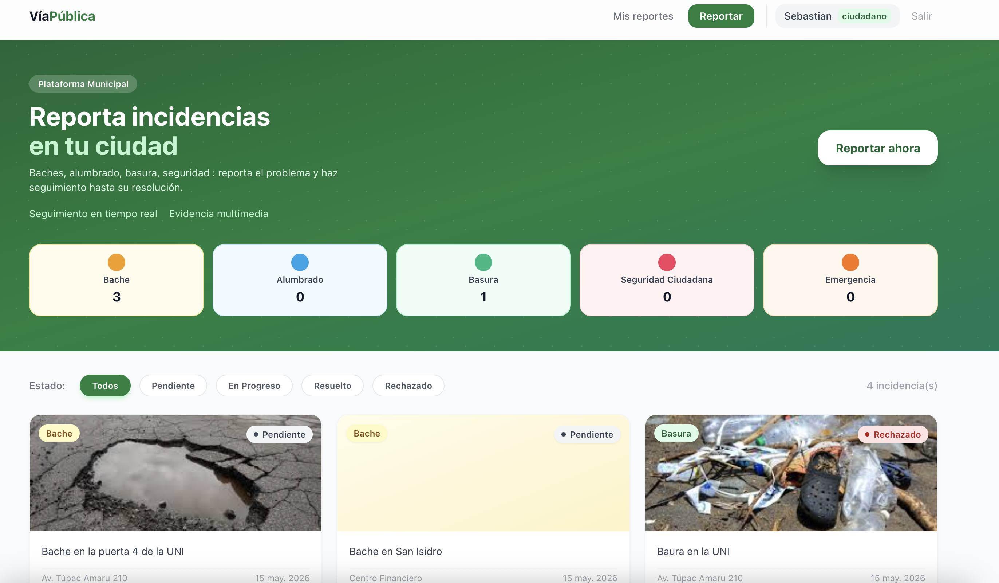 VíaPública
Mis reportes
Reportar
Sebastian ciudadano
Salir
Plataforma Municipal
Reporta incidencias
en tu ciudad
Baches, alumbrado, basura, seguridad : reporta el problema y haz
seguimiento hasta su resolución.
Seguimiento en tiempo real Evidencia multimedia
Reportar ahora
Bache
3
Alumbrado
0
Basura
1
Seguridad Ciudadana
0
Emergencia
0
Estado: Todos Pendiente En Progreso Resuelto Rechazado
4 incidencia(s)
Bache
Pendiente
Bache en la puerta 4 de la UNI
Av. Túpac Amaru 210
15 may. 2026
Bache
Pendiente
Bache en San Isidro
Centro Financiero
15 may. 2026
Basura
Rechazado
Baura en la UNI
Av. Túpac Amaru 210
15 may. 2026